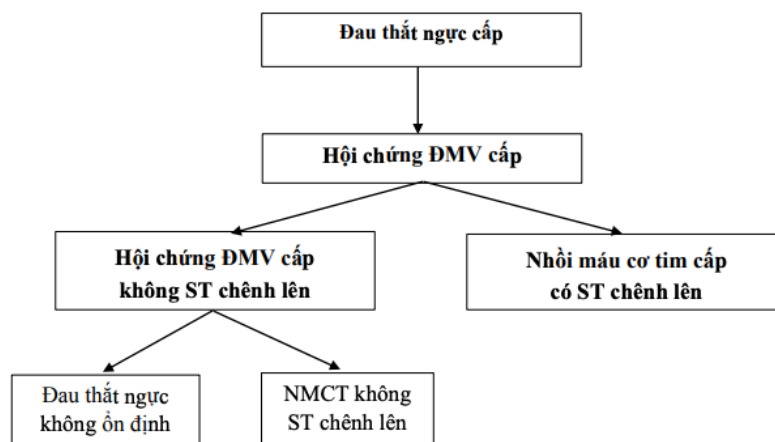 Đau thắt ngực cấp
Hội chứng ĐMV cấp
Hội chứng ĐMV cấp
không ST chênh lên
Nhồi máu cơ tim cấp
có ST chênh lên
Đau thắt ngực
không ổn định
NMCT không
ST chênh lên